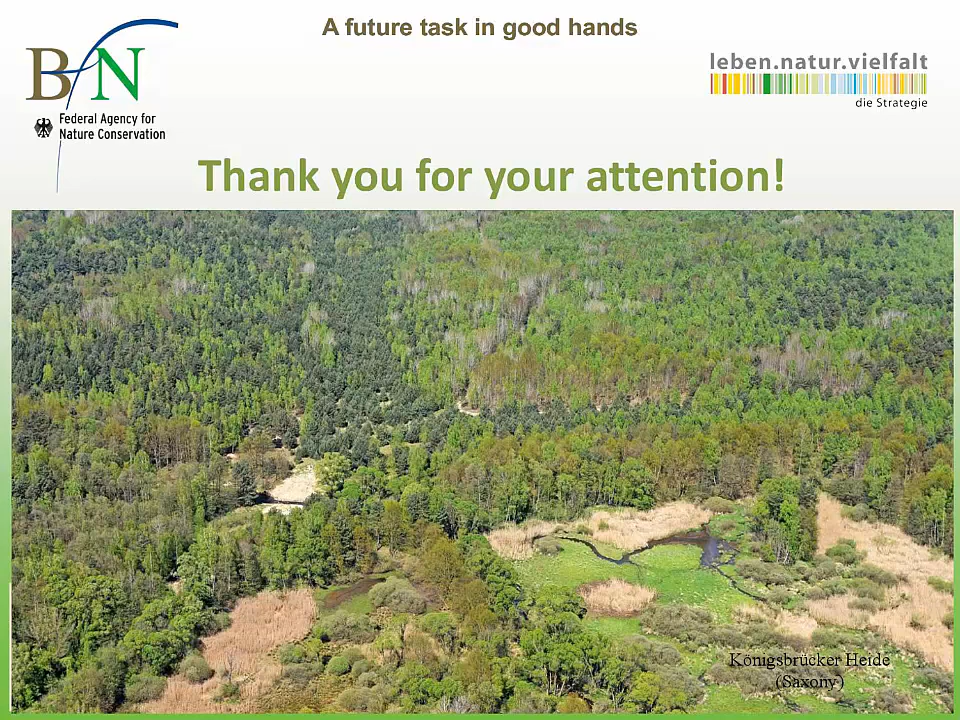 A future task in good hands
BfN
Federal Agency for
Nature Conservation
leben.natur.vielfalt
die Strategie
Thank you for your attention!
Königsbrücker Heide
(Saxony)